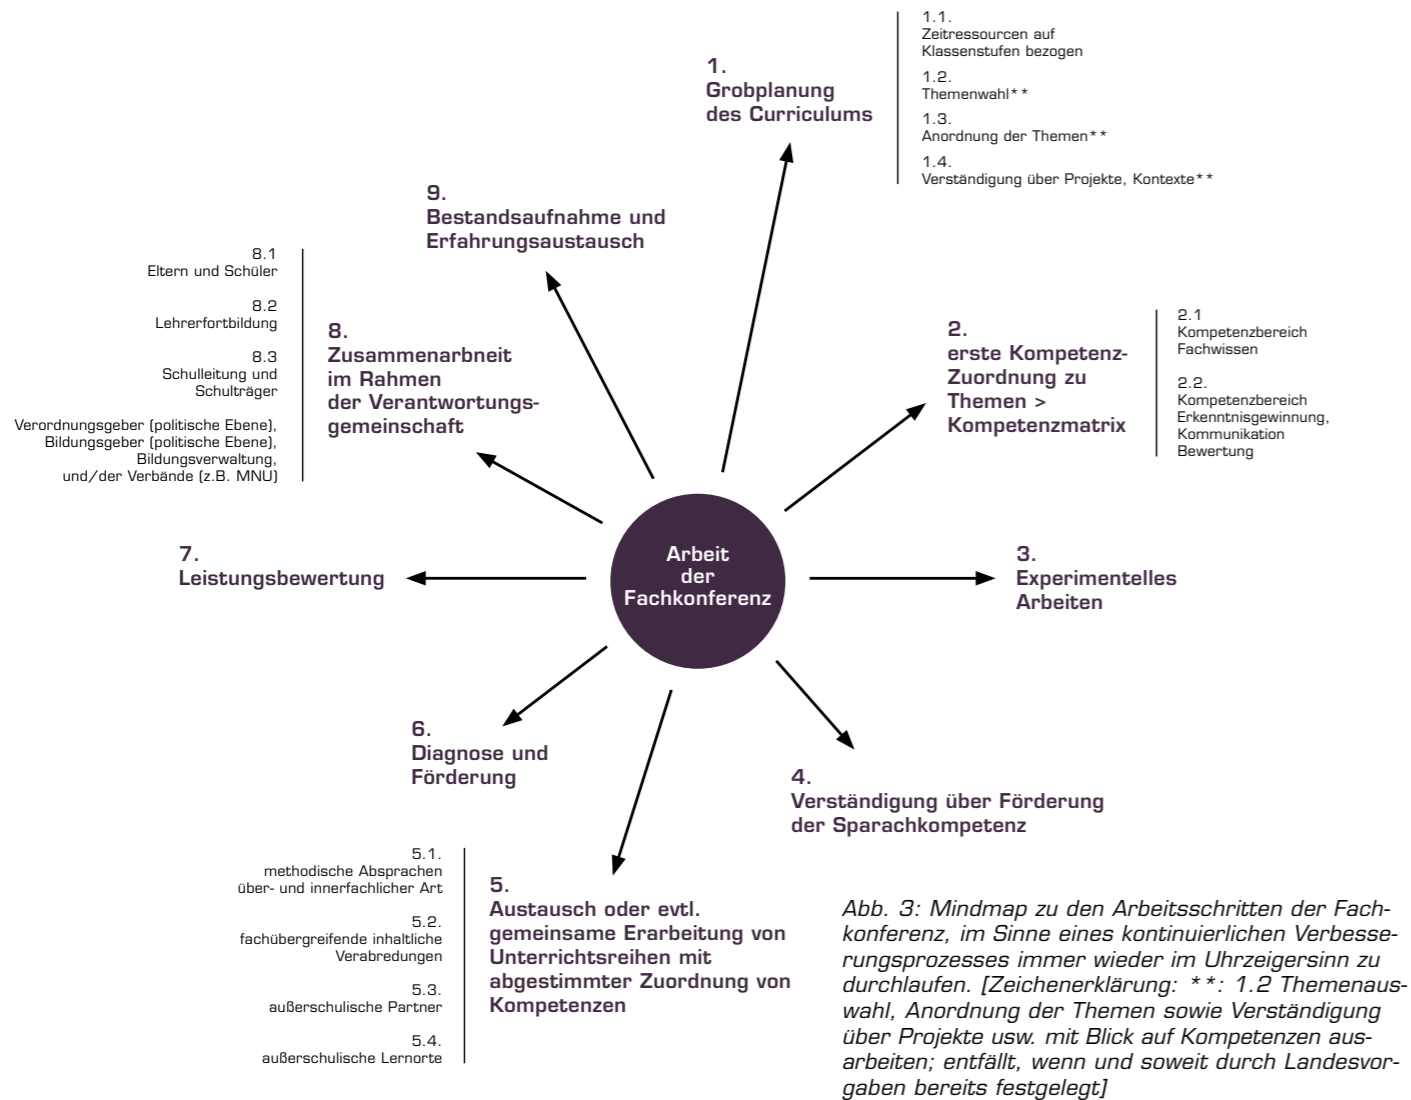 1.
Grobplanung
des Curriculums
1.1.
Zeitressourcen auf
Klassenstufen bezogen
1.2.
Themenwahl**
1.3.
Anordnung der Themen**
1.4.
Verständigung über Projekte, Kontexte**
2.
erste Kompetenz-
Zuordnung zu
Themen >
Kompetenzmatrix
2.1
Kompetenzbereich
Fachwissen
2.2.
Kompetenzbereich
Erkenntnisgewinnung,
Kommunikation
Bewertung
3.
Experimentelles
Arbeiten
4.
Verständigung über Förderung
der Sparachkompetenz
5.
Austausch oder evtl.
gemeinsame Erarbeitung von
Unterrichtsreihen mit
abgestimmter Zuordnung von
Kompetenzen
5.1.
methodische Absprachen
über- und innerfachlicher Art
5.2.
fachübergreifende inhaltliche
Verabredungen
5.3.
außerschulische Partner
5.4.
außerschulische Lernorte
6.
Diagnose und
Förderung
7.
Leistungsbewertung
8.
Zusammenarbneit
im Rahmen
der Verantwortungs-
gemeinschaft
8.1
Eltern und Schüler
8.2
Lehrerfortbildung
8.3
Schulleitung und
Schulträger
Verordnungsgeber (politische Ebene),
Bildungsgeber (politische Ebene),
Bildungsverwaltung,
und/der Verbände (z.B. MNU)
9.
Bestandsaufnahme und
Erfahrungsaustausch
Arbeit
der
Fachkonferenz
Abb. 3: Mindmap zu den Arbeitsschritten der Fach-
konferenz, im Sinne eines kontinuierlichen Verbesse-
rungsprozesses immer wieder im Uhrzeigersinn zu
durchlaufen. [Zeichenerklärung: **: 1.2 Themenaus-
wahl, Anordnung der Themen sowie Verständigung
über Projekte usw. mit Blick auf Kompetenzen aus-
arbeiten; entfällt, wenn und soweit durch Landesvor-
gaben bereits festgelegt]